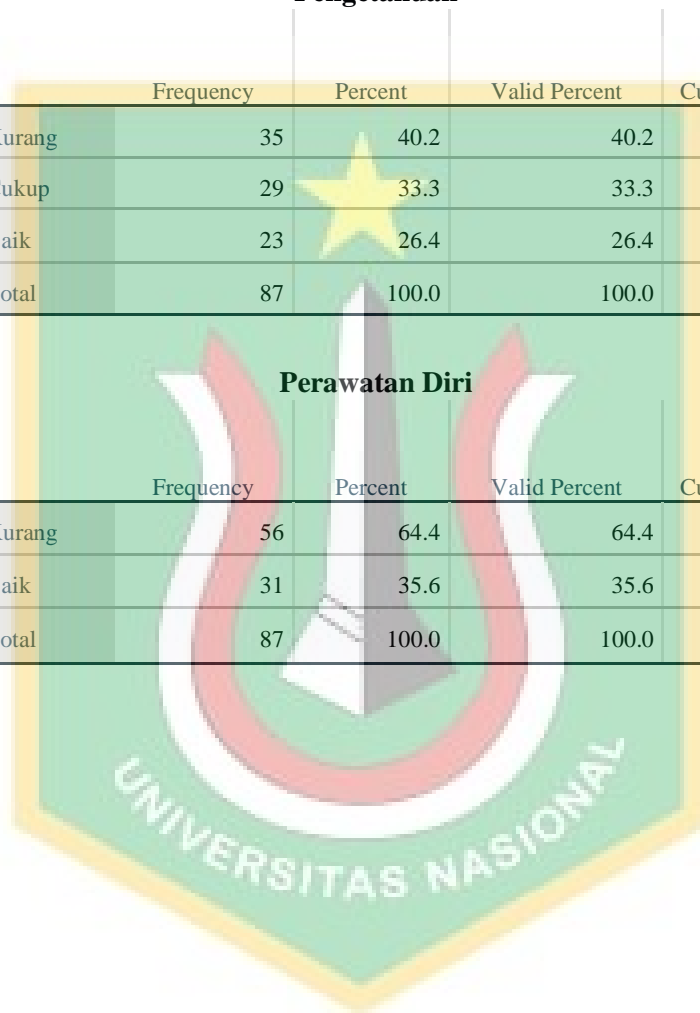 Frequency Percent Valid Percent
35 40.2 40.2
29 33.3 33.3
23 26.4 26.4
87 100.0 100.0
Perawatan Diri
Frequency Percent Valid Percent
56 64.4 64.4
31 35.6 35.6
87 100.0 100.0
UNIVERSITAS NASIONAL